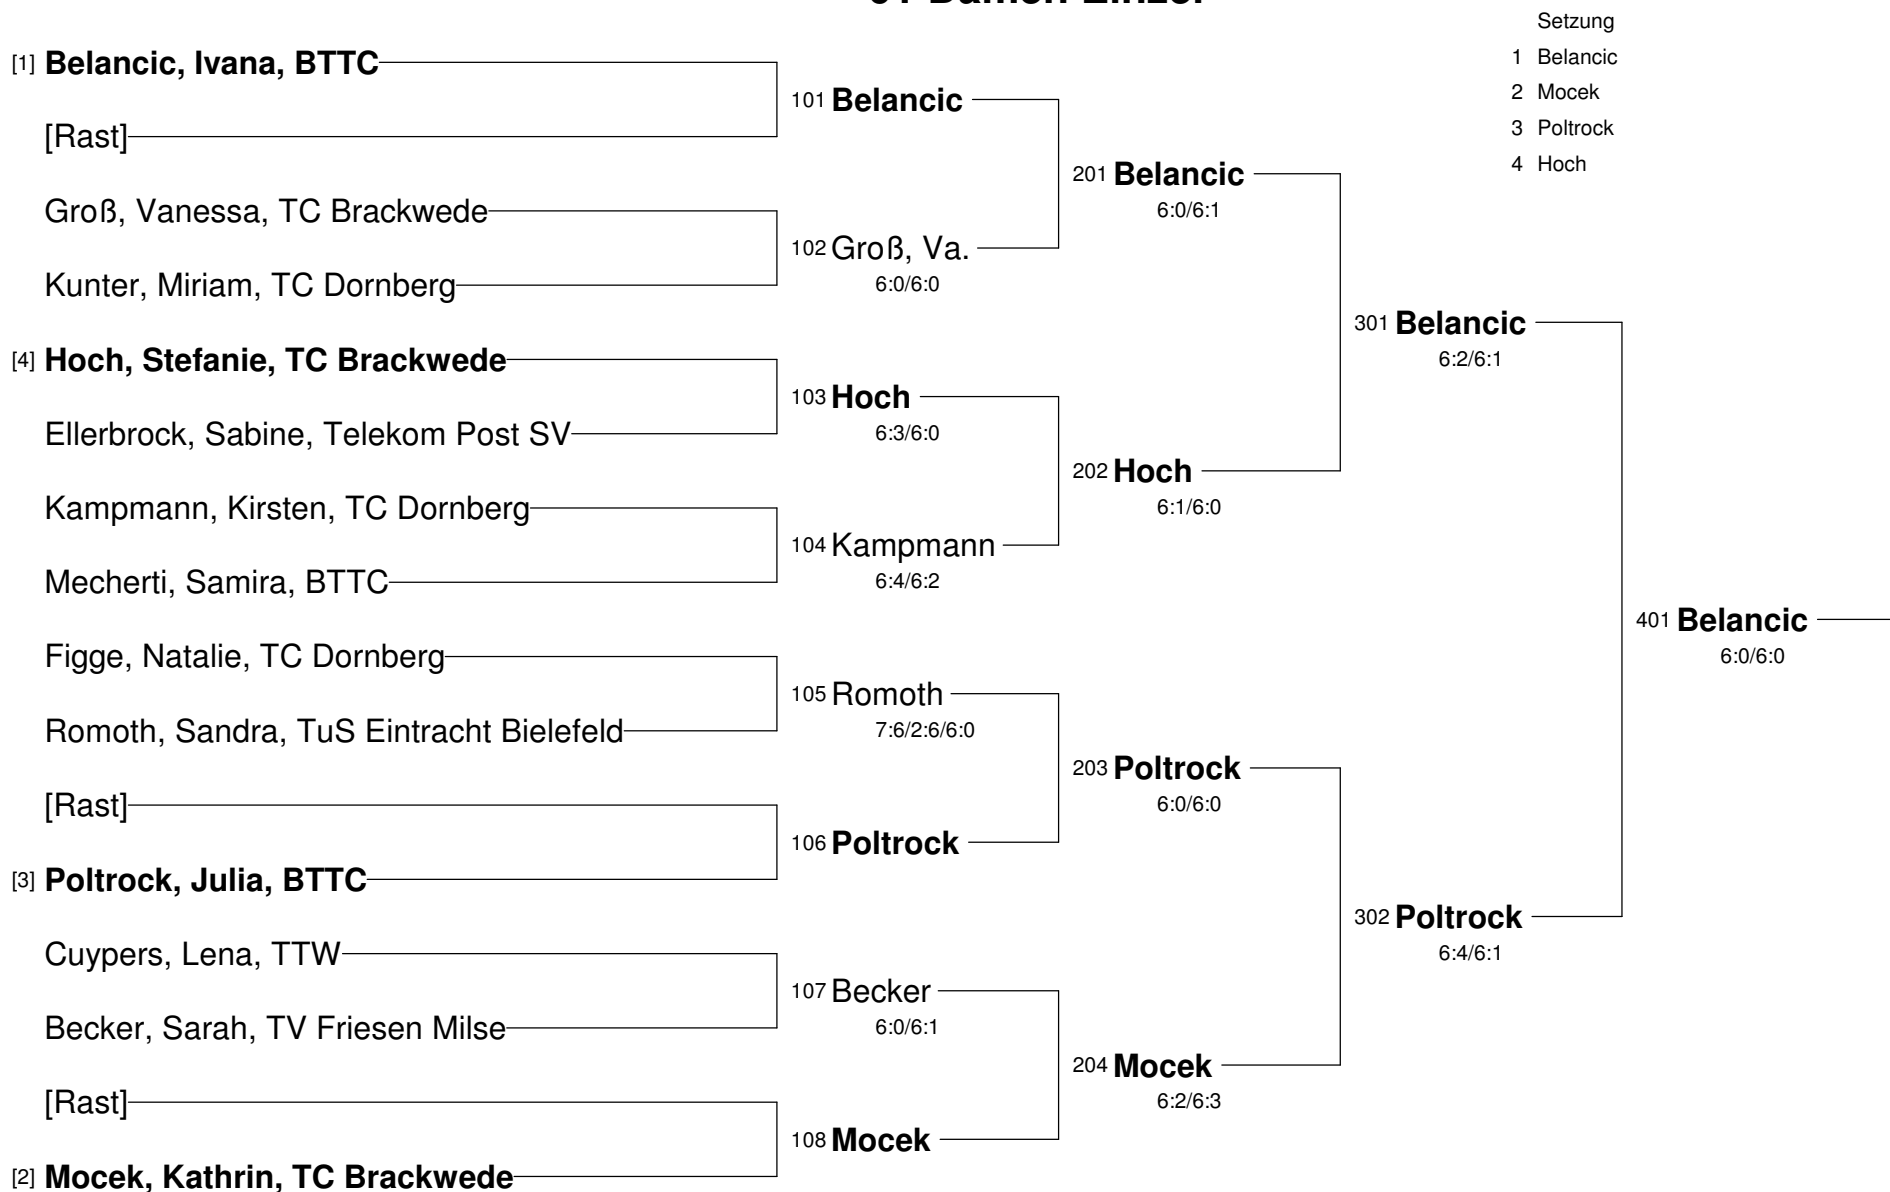 Setzung
1 Belancic
2 Mocek
3 Poltrock
4 Hoch
[1] Belancic, Ivana, BTTC
[Rast]
Groß, Vanessa, TC Brackwede
Kunter, Miriam, TC Dornberg
[4] Hoch, Stefanie, TC Brackwede
Ellerbrock, Sabine, Telekom Post SV
Kampmann, Kirsten, TC Dornberg
Mecherti, Samira, BTTC
Figge, Natalie, TC Dornberg
Romoth, Sandra, TuS Eintracht Bielefeld
[Rast]
[3] Poltrock, Julia, BTTC
Cuypers, Lena, TTW
Becker, Sarah, TV Friesen Milse
[Rast]
[2] Mocek, Kathrin, TC Brackwede
101 Belancic
102 Groß, Va.
6:0/6:0
103 Hoch
6:3/6:0
104 Kampmann
6:4/6:2
105 Romoth
7:6/2:6/6:0
106 Poltrock
107 Becker
6:0/6:1
108 Mocek
201 Belancic
6:0/6:1
202 Hoch
6:1/6:0
203 Poltrock
6:0/6:0
204 Mocek
6:2/6:3
301 Belancic
6:2/6:1
302 Poltrock
6:4/6:1
401 Belancic
6:0/6:0